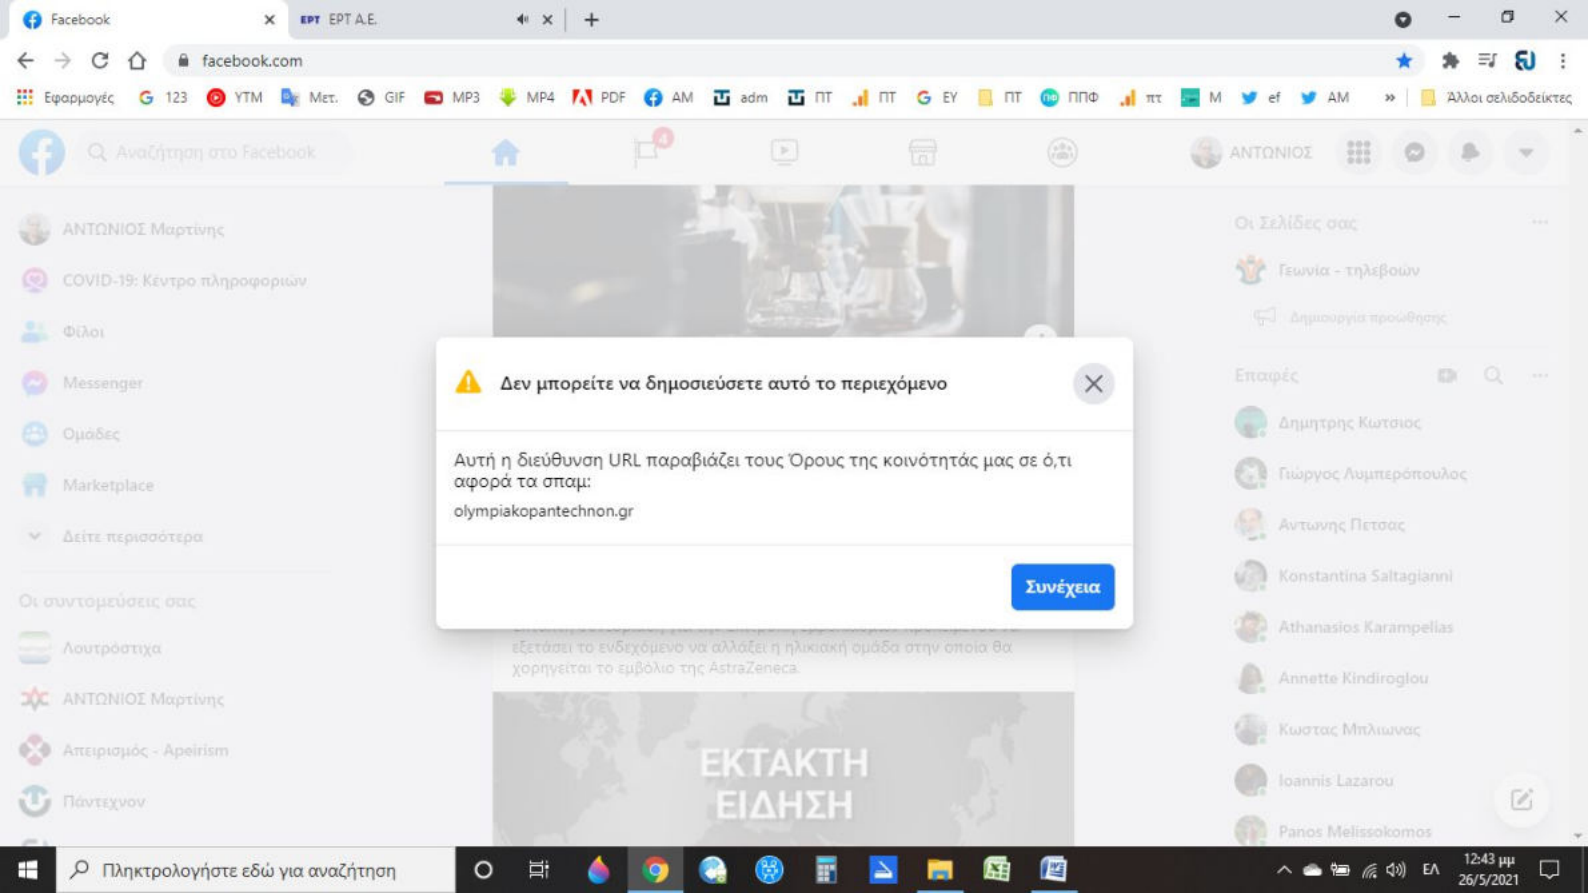 Facebook
ΕΡΤ ΕΡΤ Α.Ε.
facebook.com
Εφαρμογές 123 YTM Μετ. GIF MP3 MP4 PDF AM adm ΠΤ ΠΤ ΕΥ ΠΤ ΠΠΦ πτ Μ ef AM » Άλλοι σελιδοδείκτες
Αναζήτηση στο Facebook
4
ΑΝΤΩΝΙΟΣ
ΑΝΤΩΝΙΟΣ Μαρτίνης
COVID-19: Κέντρο πληροφοριών
Φίλοι
Messenger
Ομάδες
Marketplace
Δείτε περισσότερα
Οι συντομεύσεις σας
Λουτρόστιχα
ΑΝΤΩΝΙΟΣ Μαρτίνης
Απειρισμός - Apeirism
Πάντεχνον
Δεν μπορείτε να δημοσιεύσετε αυτό το περιεχόμενο
Αυτή η διεύθυνση URL παραβιάζει τους Όρους της κοινότητάς μας σε ό,τι
αφορά τα σπαμ:
olympiakopantechnon.gr
Συνέχεια
εξετάσει το ενδεχόμενο να αλλάξει η ηλικιακή ομάδα στην οποία θα
χορηγείται το εμβόλιο της AstraZeneca.
ΕΚΤΑΚΤΗ
ΕΙΔΗΣΗ
Οι Σελίδες σας
Γεωνία - τηλεβοών
Δημιουργία προώθησης
Επαφές
Δημητρης Κωτσιος
Γιώργος Λυμπερόπουλος
Αντωνης Πετσας
Konstantina Saltagianni
Athanasios Karampelias
Annette Kindiroglou
Κωστας Μπλιωνας
Ioannis Lazarou
Panos Melissokomos
Πληκτρολογήστε εδώ για αναζήτηση
ΕΛ
12:43 μμ
26/5/2021